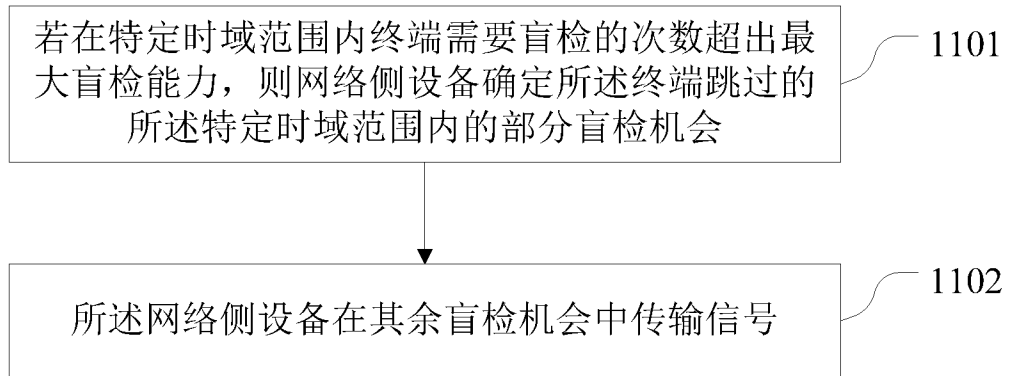 若在特定时域范围内终端需要盲检的次数超出最
大盲检能力，则网络侧设备确定所述终端跳过的
所述特定时域范围内的部分盲检机会
1101
所述网络侧设备在其余盲检机会中传输信号
1102